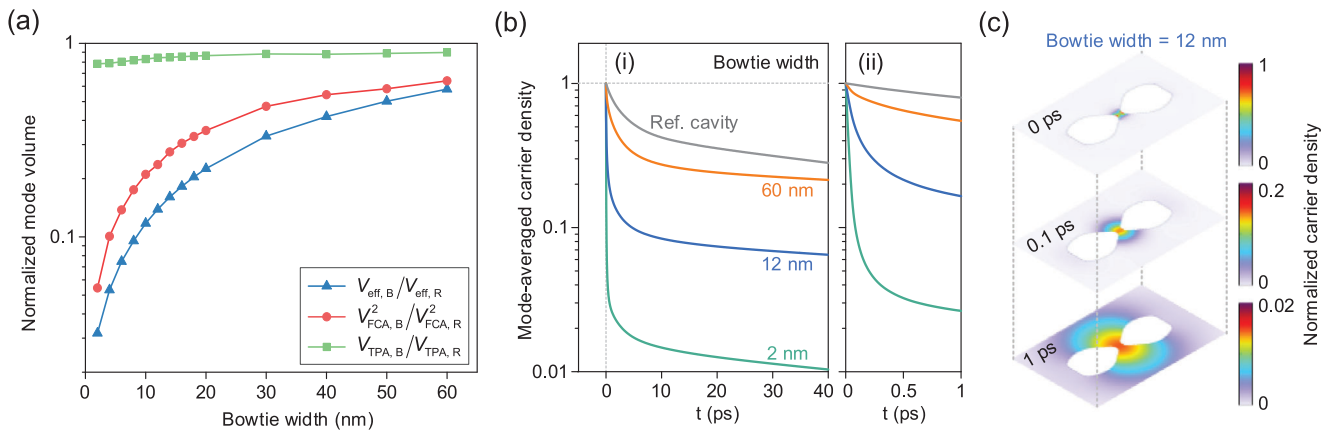 (a)
Normalized mode volume
1
0.1
0 10 20 30 40 50 60
Bowtie width (nm)
V_eff, B/V_eff, R
V²_FCA, B/V²_FCA, R
V_TPA, B/V_TPA, R
(b)
Mode-averaged carrier density
1
0.1
0.01
(i)
Bowtie width
Ref. cavity
60 nm
12 nm
2 nm
0 10 20 30 40
t (ps)
(ii)
0 0.5 1
t (ps)
(c)
Bowtie width = 12 nm
0 ps
0.1 ps
1 ps
1
0
0.2
0
0.02
0
Normalized carrier density